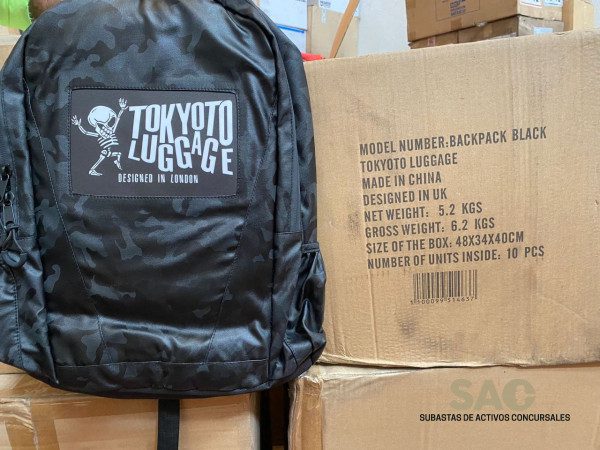 TOKYOTO
LUGGAGE
DESIGNED IN LONDON
MODEL NUMBER:BACKPACK BLACK
TOKYOTO LUGGAGE
MADE IN CHINA
DESIGNED IN UK
NET WEIGHT: 5.2 KGS
GROSS WEIGHT: 6.2 KGS
SIZE OF THE BOX: 48X34X40CM
NUMBER OF UNITS INSIDE: 10 PCS
SAC
SUBASTAS DE ACTIVOS CONCURSALES